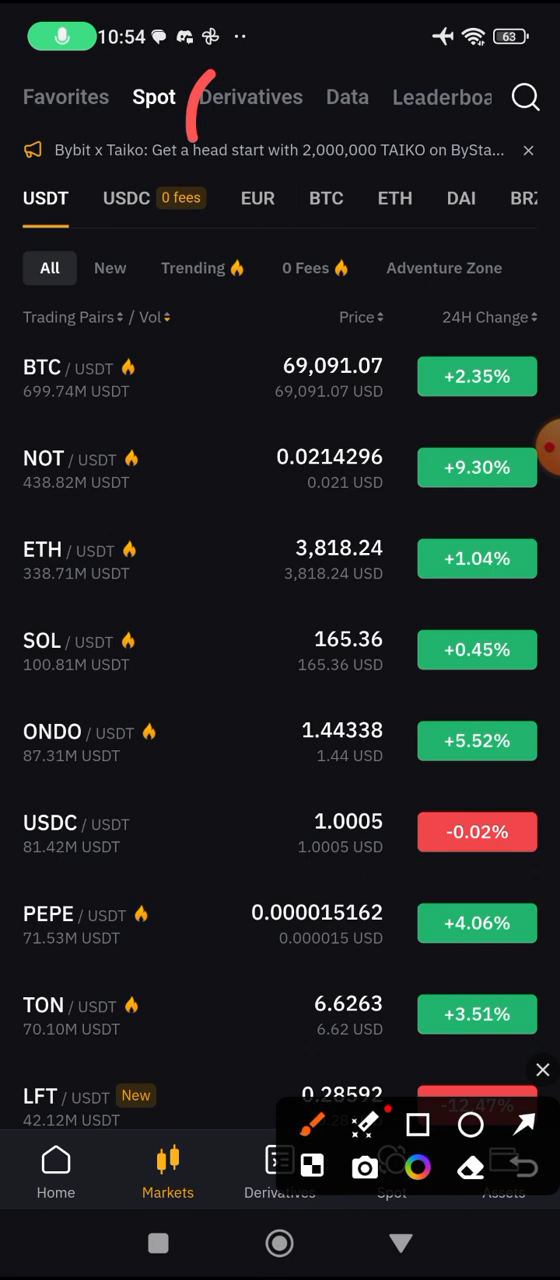 10:54
63
Favorites Spot Derivatives Data Leaderboa
Bybit x Taiko: Get a head start with 2,000,000 TAIKO on BySta...
USDT USDC 0 fees EUR BTC ETH DAI BRZ
All New Trending 0 Fees Adventure Zone
Trading Pairs / Vol Price 24H Change
BTC / USDT 69,091.07 +2.35%
699.74M USDT 69,091.07 USD
NOT / USDT 0.0214296 +9.30%
438.82M USDT 0.021 USD
ETH / USDT 3,818.24 +1.04%
338.71M USDT 3,818.24 USD
SOL / USDT 165.36 +0.45%
100.81M USDT 165.36 USD
ONDO / USDT 1.44338 +5.52%
87.31M USDT 1.44 USD
USDC / USDT 1.0005 -0.02%
81.42M USDT 1.0005 USD
PEPE / USDT 0.000015162 +4.06%
71.53M USDT 0.000015 USD
TON / USDT 6.6263 +3.51%
70.10M USDT 6.62 USD
LFT / USDT New 0.28592 -12.47%
42.12M USDT
Home Markets Derivatives Spot Assets